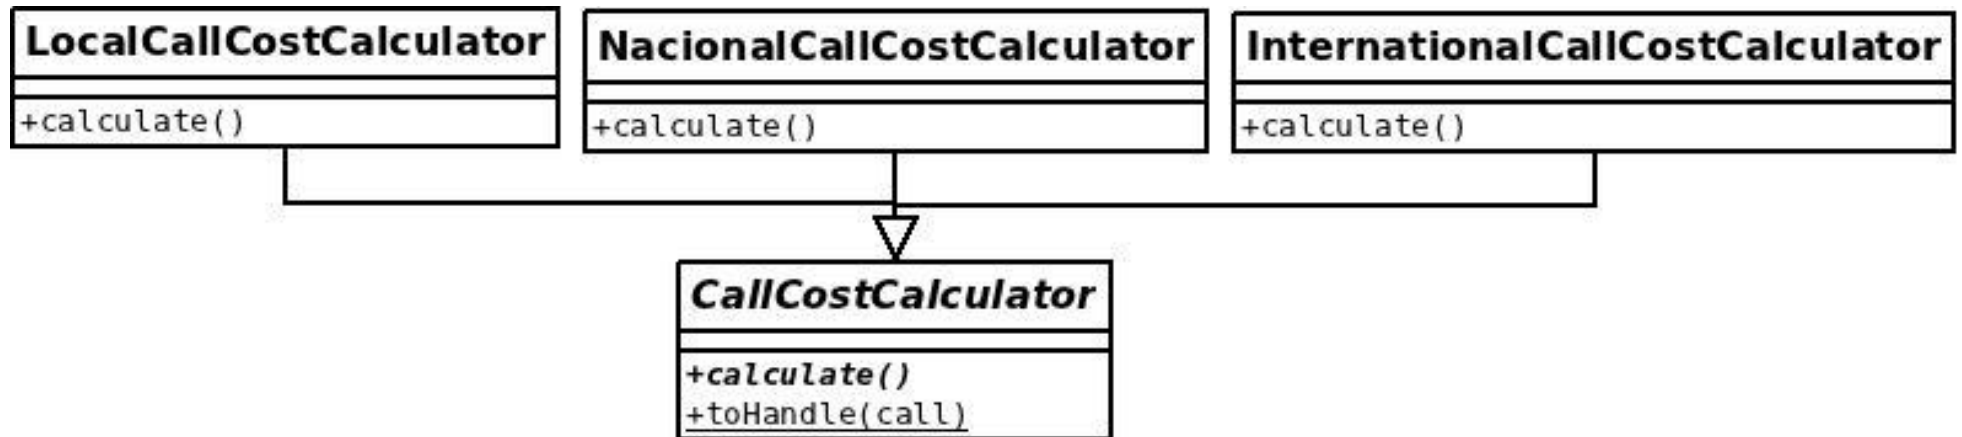 LocalCallCostCalculator
+calculate()
NacionalCallCostCalculator
+calculate()
InternationalCallCostCalculator
+calculate()
CallCostCalculator
+calculate()
+toHandle(call)